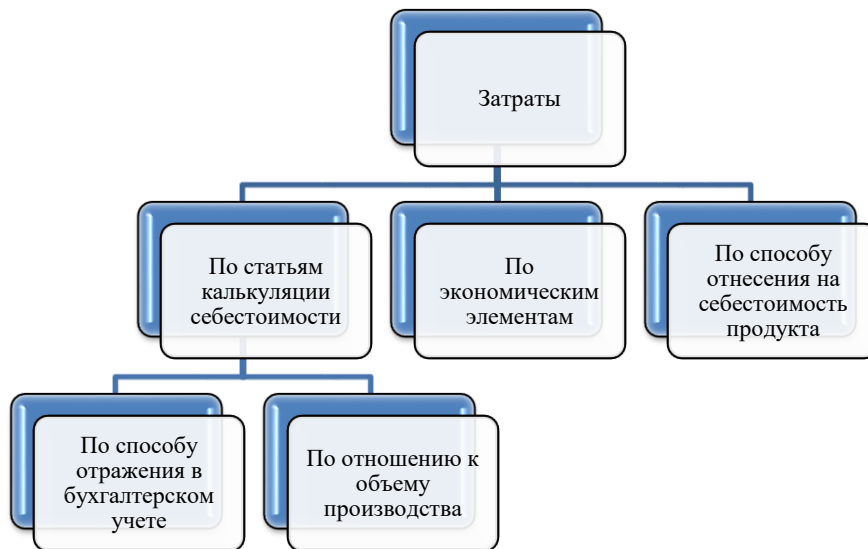 Затраты
По статьям
калькуляции
себестоимости
По
экономическим
элементам
По способу
отнесения на
себестоимость
продукта
По способу
отражения в
бухгалтерском
учете
По отношению к
объему
производства